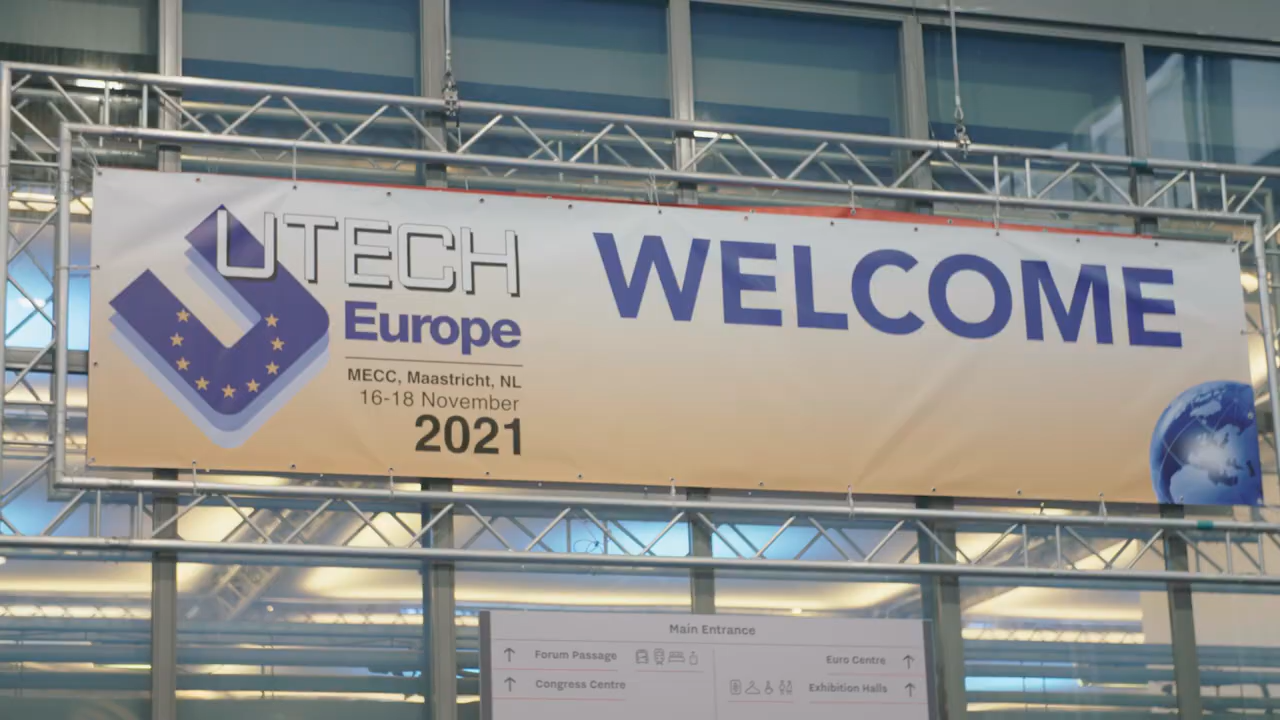 UTECH
Europe
MECC, Maastricht, NL
16-18 November
2021
WELCOME
Main Entrance
Forum Passage
Congress Centre
Euro Centre
Exhibition Halls